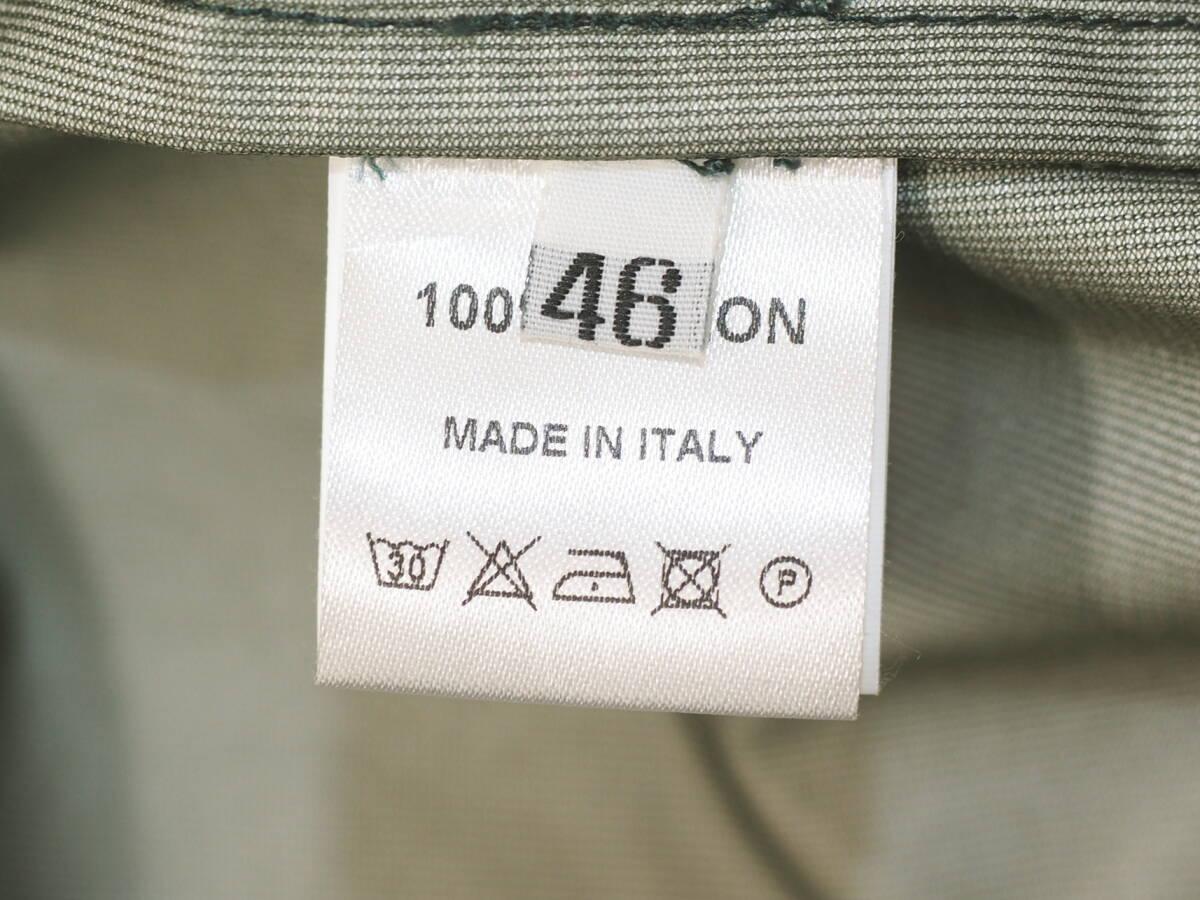 46
100 ON
MADE IN ITALY
30 P